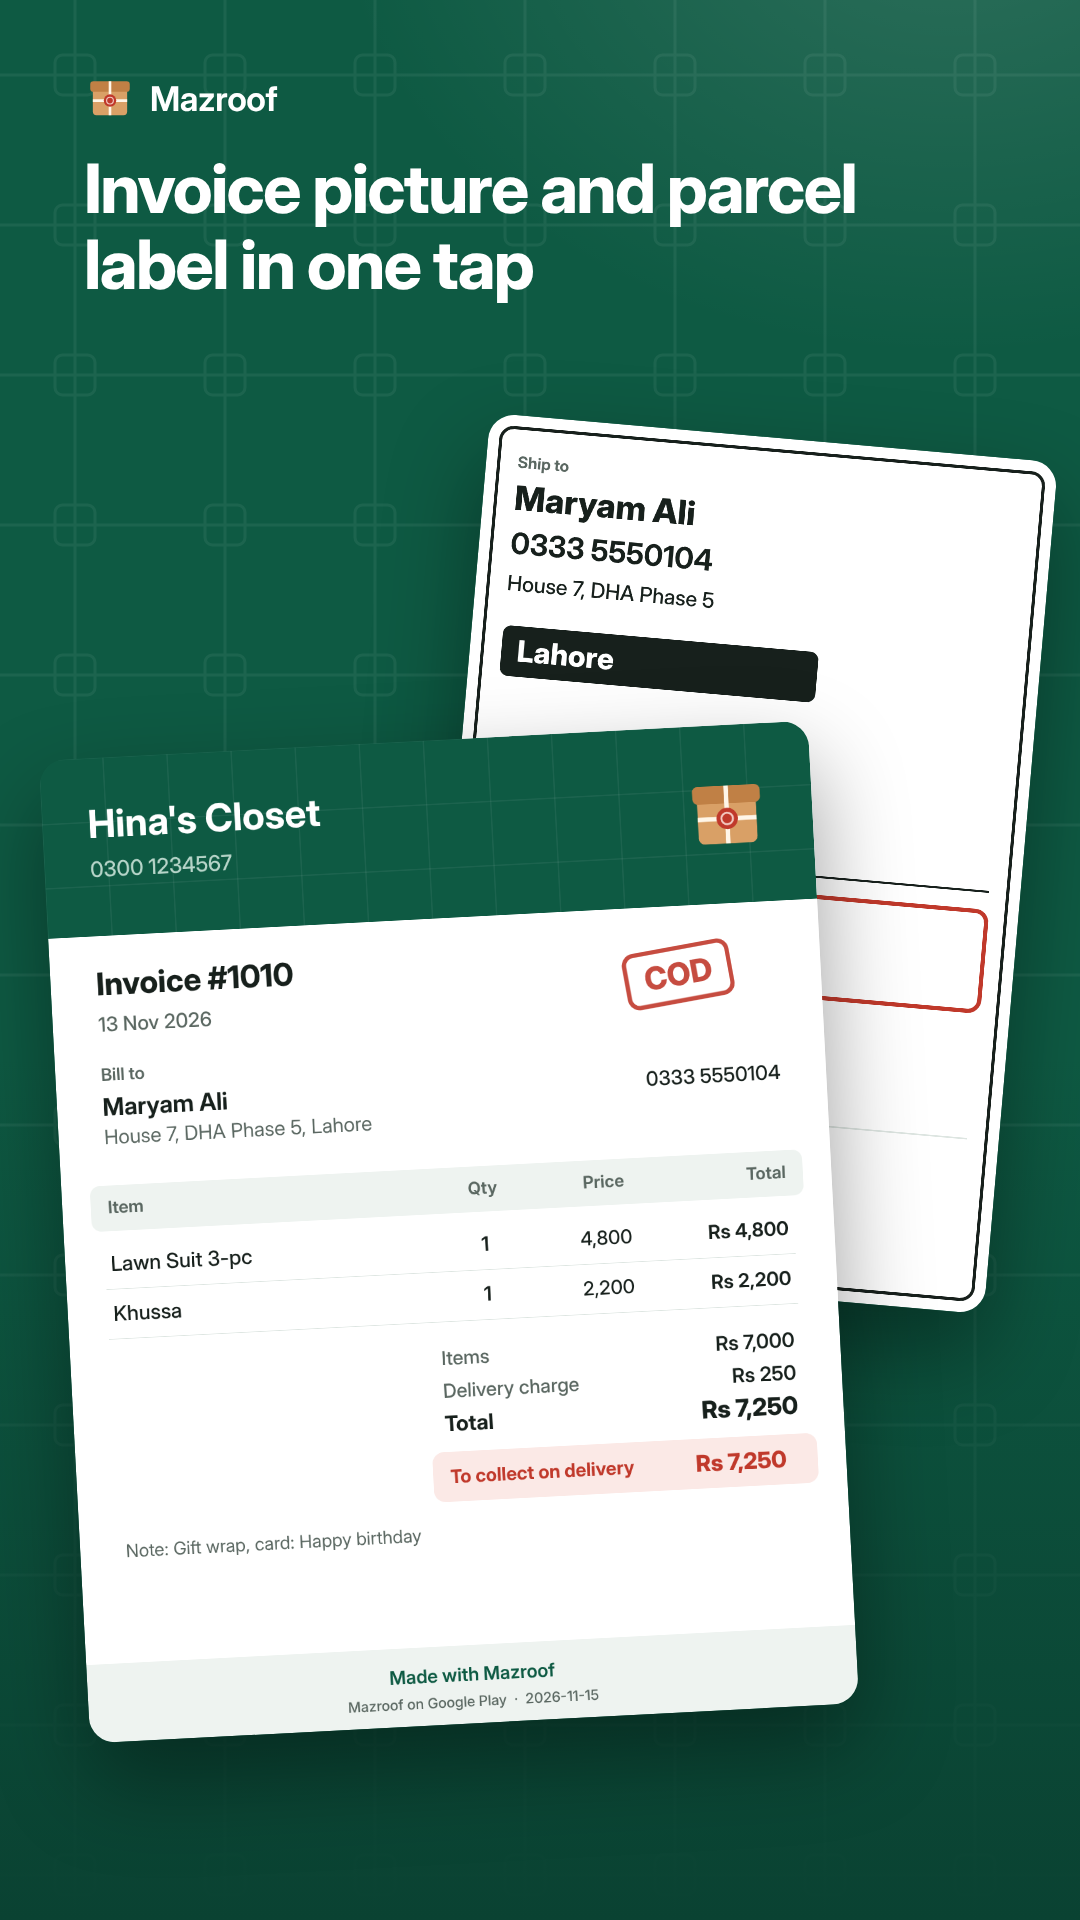 Mazroof
Invoice picture and parcel
label in one tap
Ship to
Maryam Ali
0333 5550104
House 7, DHA Phase 5
Lahore
Hina's Closet
0300 1234567
Invoice #1010
COD
13 Nov 2026
Bill to
Maryam Ali
0333 5550104
House 7, DHA Phase 5, Lahore
Item Qty Price Total
Lawn Suit 3-pc 1 4,800 Rs 4,800
Khussa 1 2,200 Rs 2,200
Items Rs 7,000
Delivery charge Rs 250
Total Rs 7,250
To collect on delivery Rs 7,250
Note: Gift wrap, card: Happy birthday
Made with Mazroof
Mazroof on Google Play · 2026-11-15